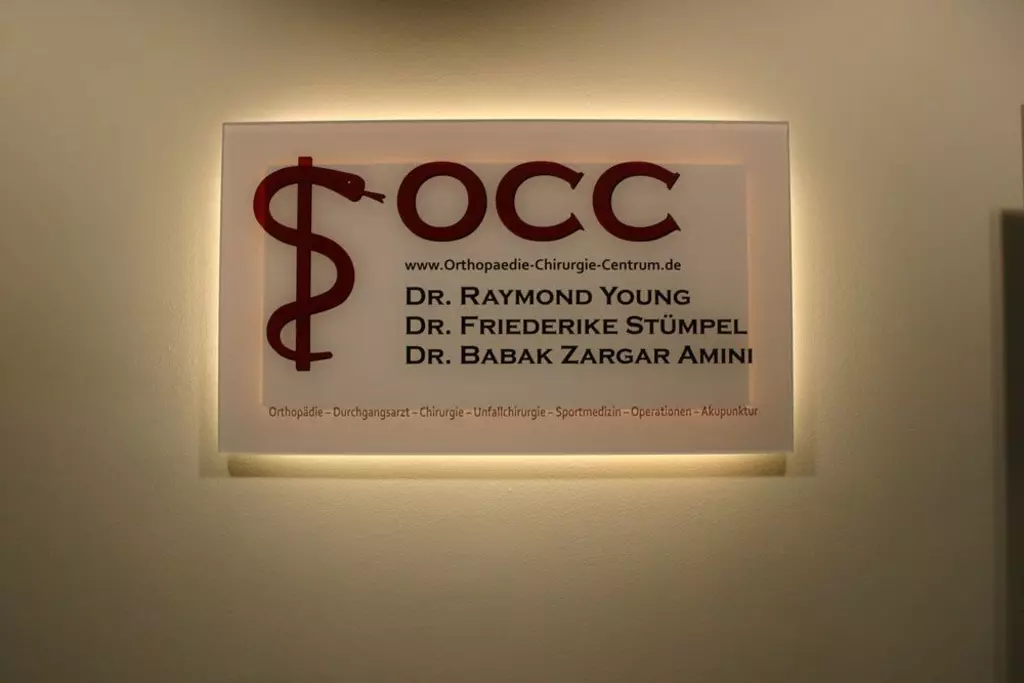 OCC
www.Orthopaedie-Chirurgie-Centrum.de
DR. RAYMOND YOUNG
DR. FRIEDERIKE STÜMPEL
DR. BABAK ZARGAR AMINI
Orthopädie – Durchgangsarzt – Chirurgie – Unfallchirurgie – Sportmedizin – Operationen – Akupunktur